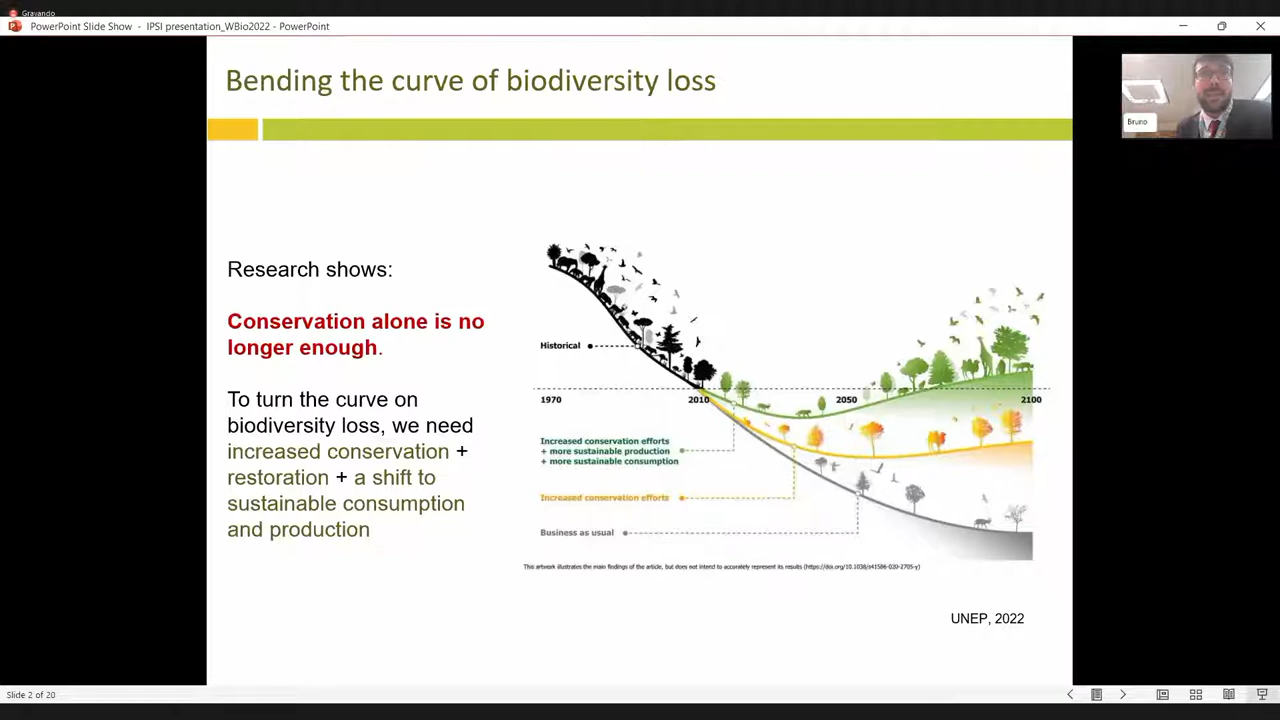 Gravando
PowerPoint Slide Show - IPSI presentation_WBio2022 - PowerPoint
Bending the curve of biodiversity loss
Bruno
Research shows:
Conservation alone is no
longer enough.
To turn the curve on
biodiversity loss, we need
increased conservation +
restoration + a shift to
sustainable consumption
and production
Historical
1970
2010
2050
2100
Increased conservation efforts
+ more sustainable production
+ more sustainable consumption
Increased conservation efforts
Business as usual
This artwork illustrates the main findings of the article, but does not intend to accurately represent its results (https://doi.org/10.1038/s41586-020-2705-y)
UNEP, 2022
Slide 2 of 20